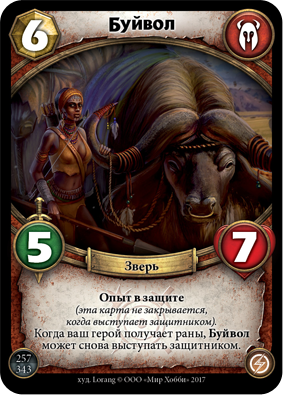 6
Буйвол
5
7
Зверь
Опыт в защите
(эта карта не закрывается,
когда выступает защитником).
Когда ваш герой получает раны, Буйвол
может снова выступать защитником.
257
343
худ. Lorang © ООО «Мир Хобби» 2017